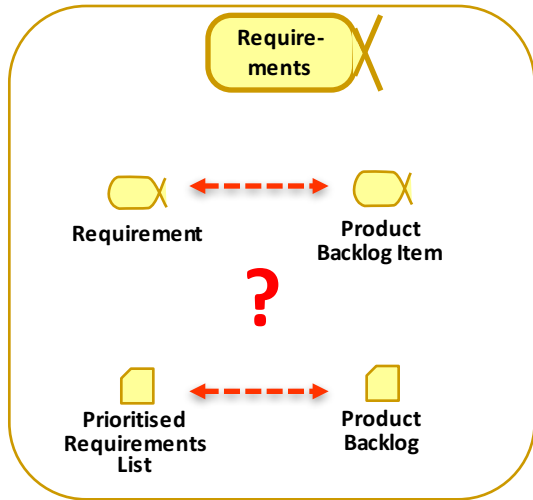 Require-
ments
Requirement
Product
Backlog Item
?
Prioritised
Requirements
List
Product
Backlog